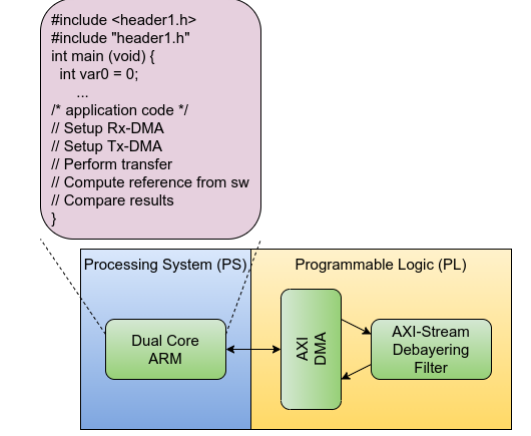 #include <header1.h>
#include "header1.h"
int main (void) {
int var0 = 0;
...
/* application code */
// Setup Rx-DMA
// Setup Tx-DMA
// Perform transfer
// Compute reference from sw
// Compare results
}
Processing System (PS)
Programmable Logic (PL)
Dual Core
ARM
AXI
DMA
AXI-Stream
Debayering
Filter